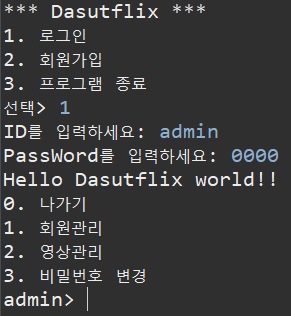 *** Dasutflix ***
1. 로그인
2. 회원가입
3. 프로그램 종료
선택> 1
ID를 입력하세요: admin
PassWord를 입력하세요: 0000
Hello Dasutflix world!!
0. 나가기
1. 회원관리
2. 영상관리
3. 비밀번호 변경
admin>